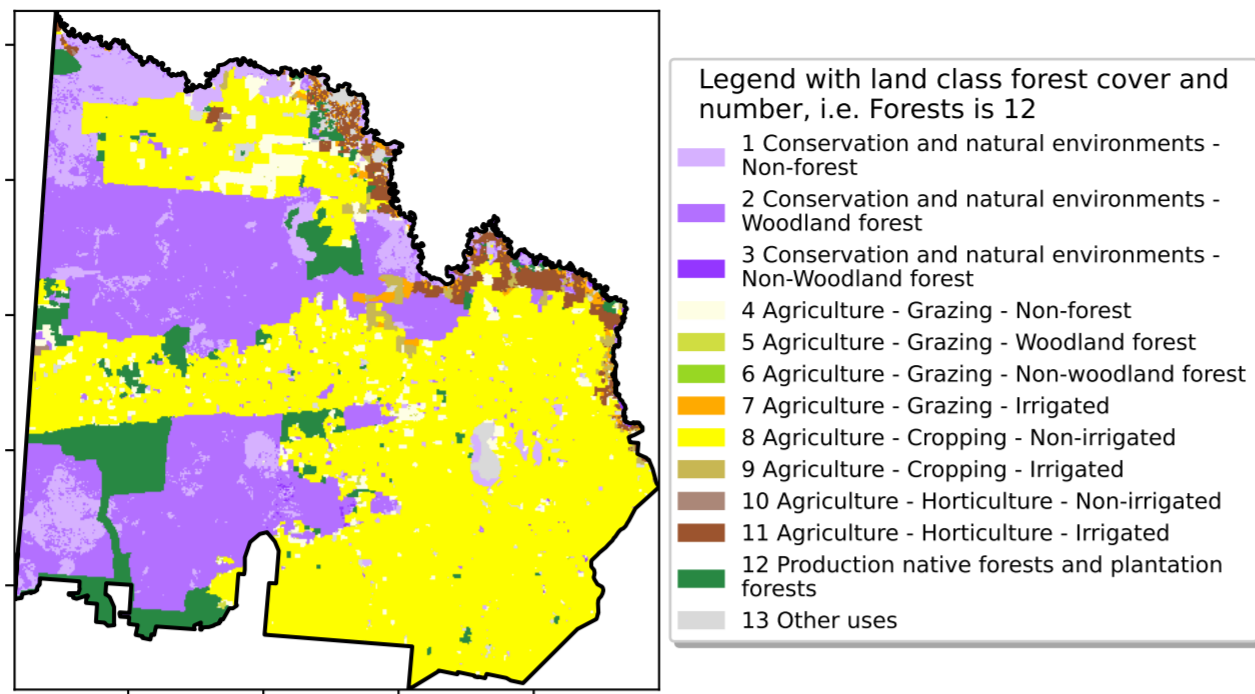 Legend with land class forest cover and
number, i.e. Forests is 12
1 Conservation and natural environments -
Non-forest
2 Conservation and natural environments -
Woodland forest
3 Conservation and natural environments -
Non-Woodland forest
4 Agriculture - Grazing - Non-forest
5 Agriculture - Grazing - Woodland forest
6 Agriculture - Grazing - Non-woodland forest
7 Agriculture - Grazing - Irrigated
8 Agriculture - Cropping - Non-irrigated
9 Agriculture - Cropping - Irrigated
10 Agriculture - Horticulture - Non-irrigated
11 Agriculture - Horticulture - Irrigated
12 Production native forests and plantation
forests
13 Other uses